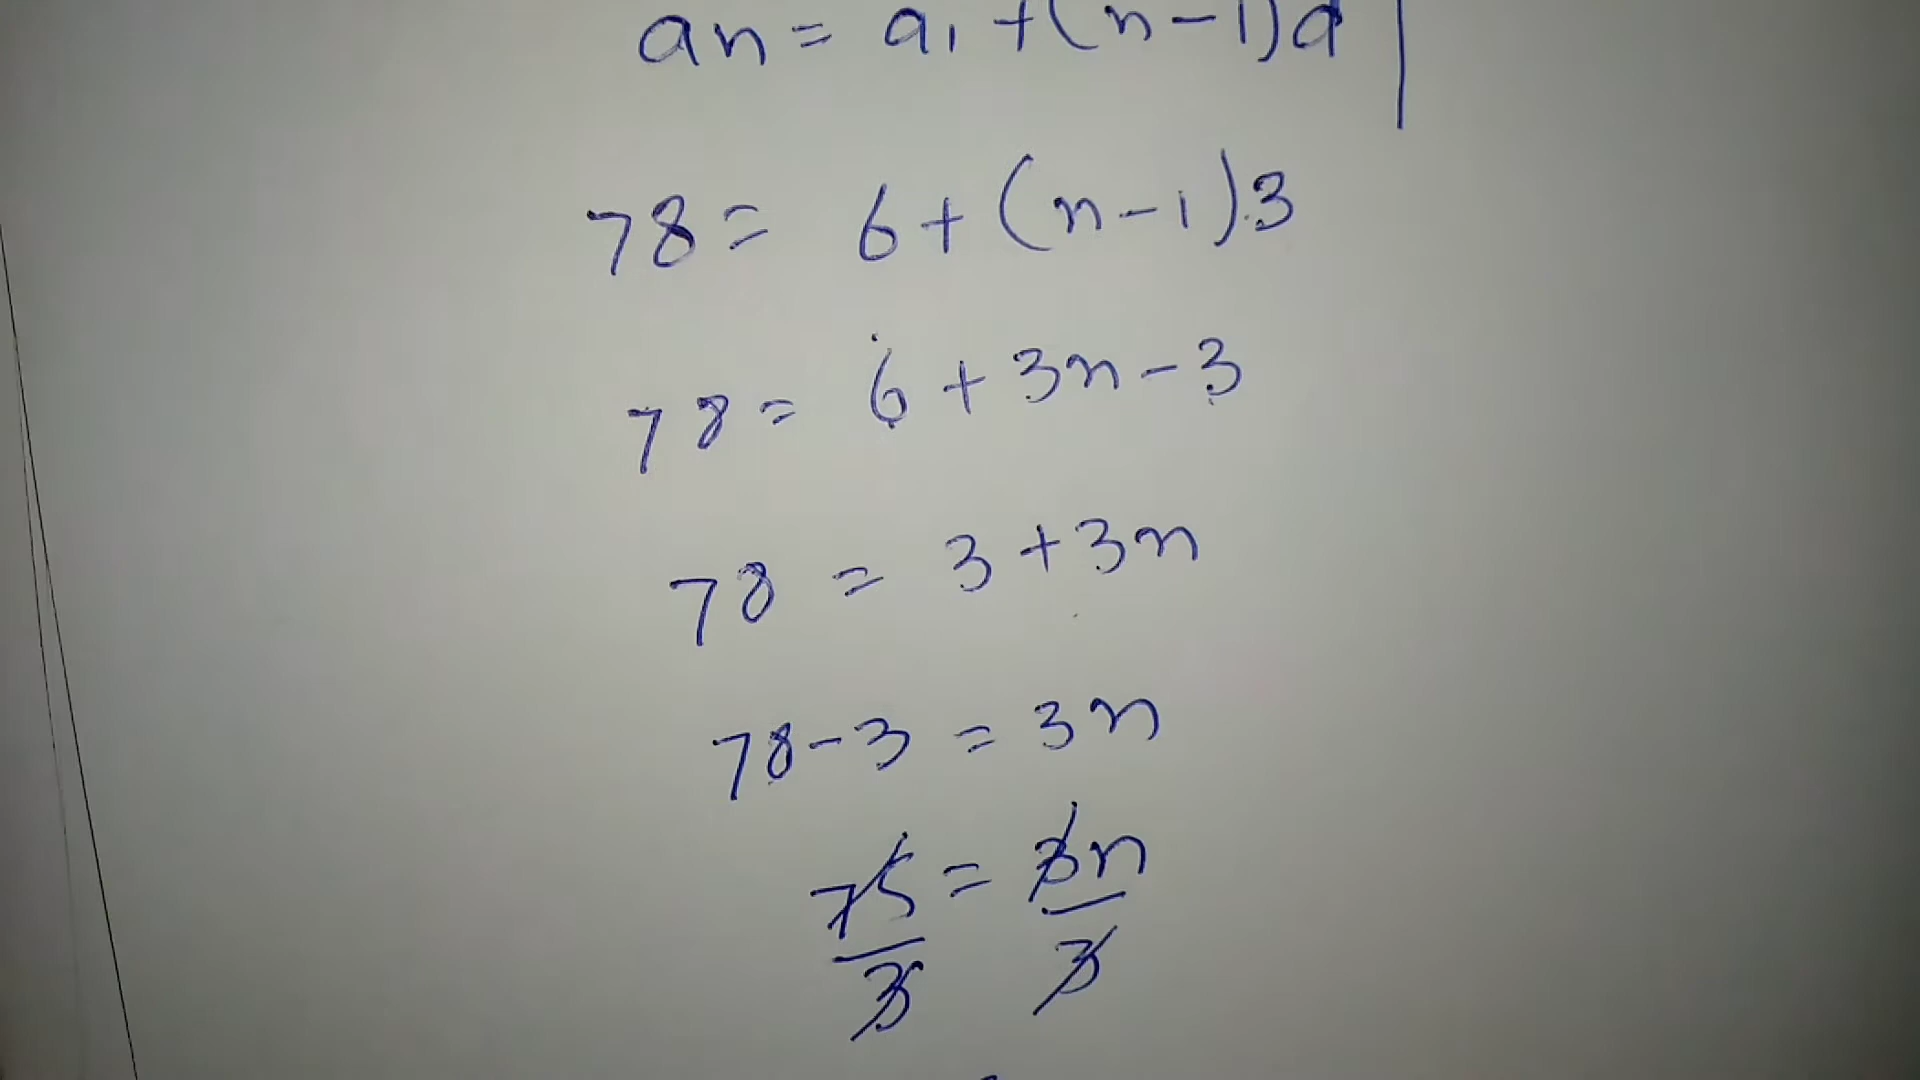 an = a1 + (n-1)d
78 = 6 + (n-1)3
78 = 6 + 3n - 3
78 = 3 + 3n
78 - 3 = 3n
75/3 = 3n/3